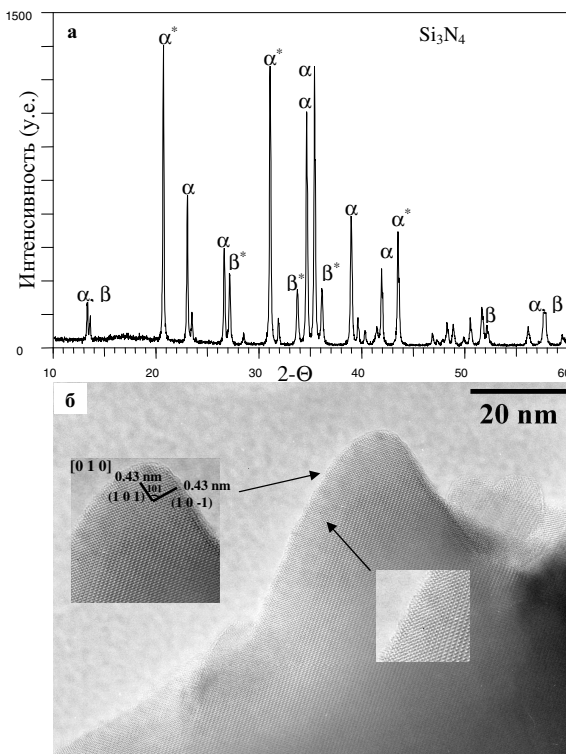 1500
а
Si₃N₄
α*
α*
α
α
α
α
α
β*
β*
β*
α
α
α*
α, β
β
α, β
Интенсивность (у.е.)
0
10
20
30
40
50
60
2-Θ
б
20 nm
[0 1 0]
0.43 nm
0.43 nm
101
(1 0 1)
(1 0 -1)